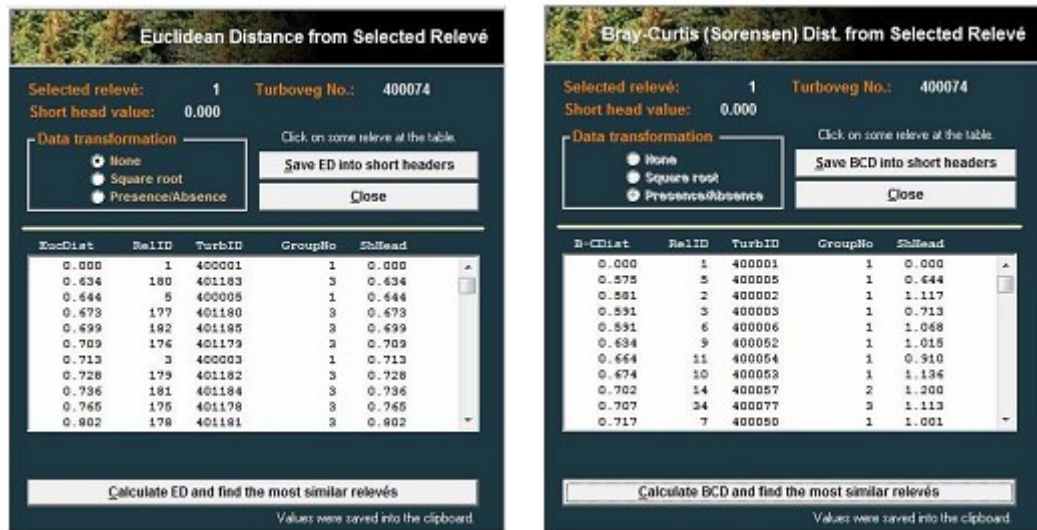 Euclidean Distance from Selected Relevé
Selected relevé: 1 Turboveg No.: 400074
Short head value: 0.000
Data transformation
None
Square root
Presence/Absence
Click on some releve at the table.
Save ED into short headers
Close
EucDist RelID TurbID GroupNo ShHead
0.000 1 400001 1 0.000
0.634 180 401183 3 0.634
0.644 5 400005 1 0.644
0.673 177 401180 3 0.673
0.699 182 401185 3 0.699
0.709 176 401179 3 0.709
0.713 3 400003 1 0.713
0.728 179 401182 3 0.728
0.736 181 401184 3 0.736
0.765 175 401178 3 0.765
0.802 178 401181 3 0.802
Calculate ED and find the most similar relevés
Values were saved into the clipboard.
Bray-Curtis (Sorensen) Dist. from Selected Relevé
Selected relevé: 1 Turboveg No.: 400074
Short head value: 0.000
Data transformation
None
Square root
Presence/Absence
Click on some releve at the table.
Save BCD into short headers
Close
B-CDist RelID TurbID GroupNo ShHead
0.000 1 400001 1 0.000
0.575 5 400005 1 0.644
0.581 2 400002 1 1.117
0.591 3 400003 1 0.713
0.591 6 400006 1 1.068
0.634 9 400052 1 1.015
0.664 11 400054 1 0.910
0.674 10 400053 1 1.136
0.702 14 400057 2 1.200
0.707 34 400077 3 1.113
0.717 7 400050 1 1.001
Calculate BCD and find the most similar relevés
Values were saved into the clipboard.